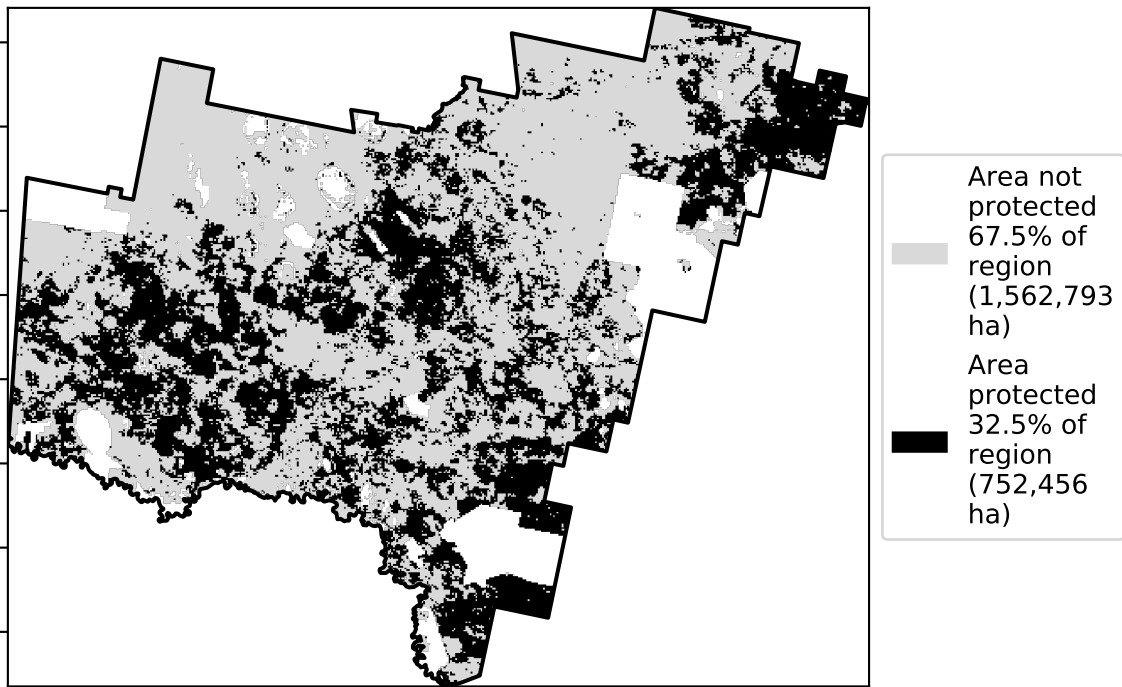 Area not
protected
67.5% of
region
(1,562,793
ha)
Area
protected
32.5% of
region
(752,456
ha)